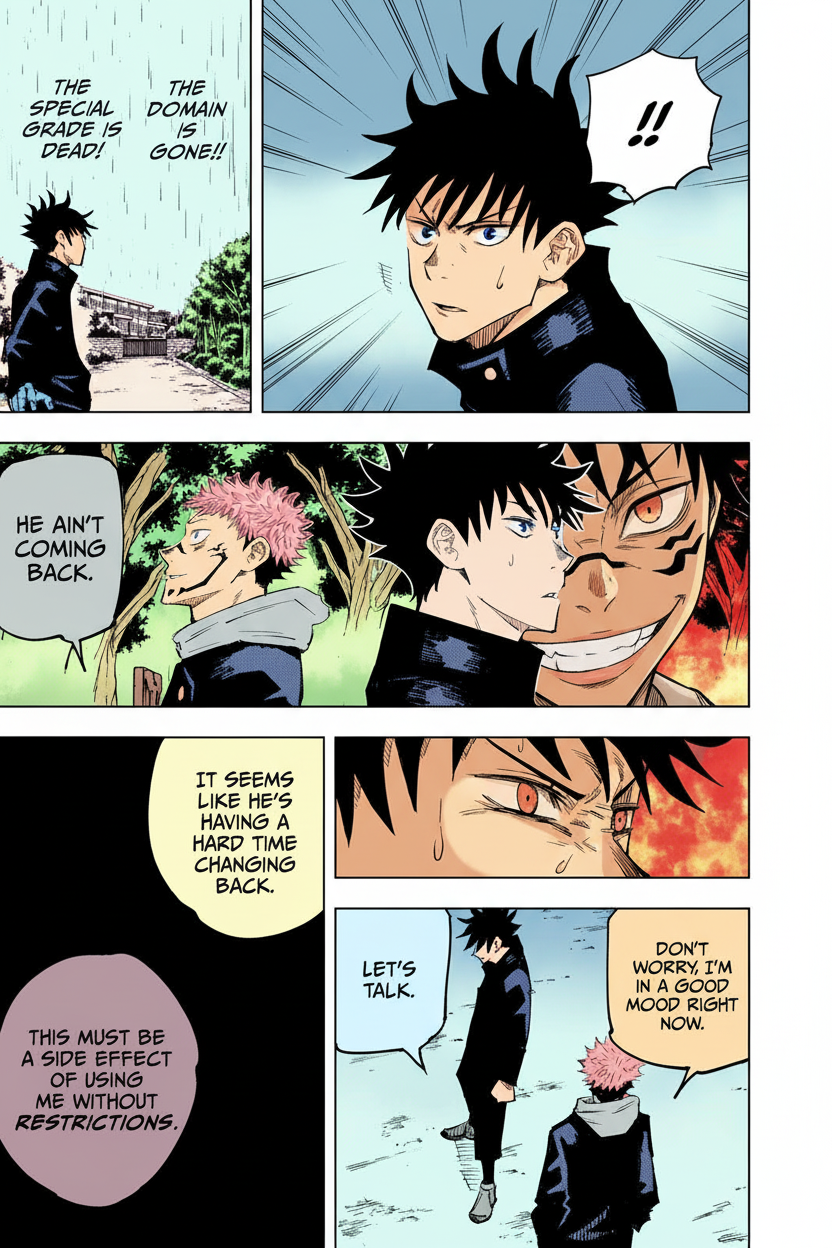 !!
THE
DOMAIN
IS
GONE!!
THE
SPECIAL
GRADE IS
DEAD!
HE AIN'T
COMING
BACK.
DON'T
WORRY, I'M
IN A GOOD
MOOD RIGHT
NOW.
LET'S
TALK.
IT SEEMS
LIKE HE'S
HAVING A
HARD TIME
CHANGING
BACK.
THIS MUST BE
A SIDE EFFECT
OF USING
ME WITHOUT
RESTRICTIONS.